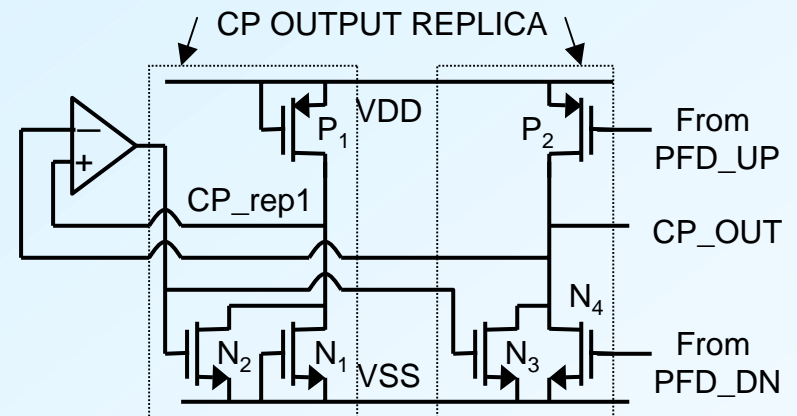 CP OUTPUT REPLICA
VDD
P1
P2
From
PFD_UP
−
+
CP_rep1
CP_OUT
N4
N2
N1
VSS
N3
From
PFD_DN